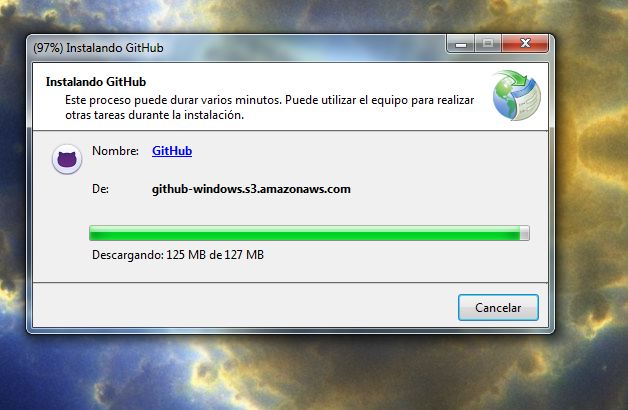 (97%) Instalando GitHub
Instalando GitHub
Este proceso puede durar varios minutos. Puede utilizar el equipo para realizar
otras tareas durante la instalación.
Nombre: GitHub
De: github-windows.s3.amazonaws.com
Descargando: 125 MB de 127 MB
Cancelar